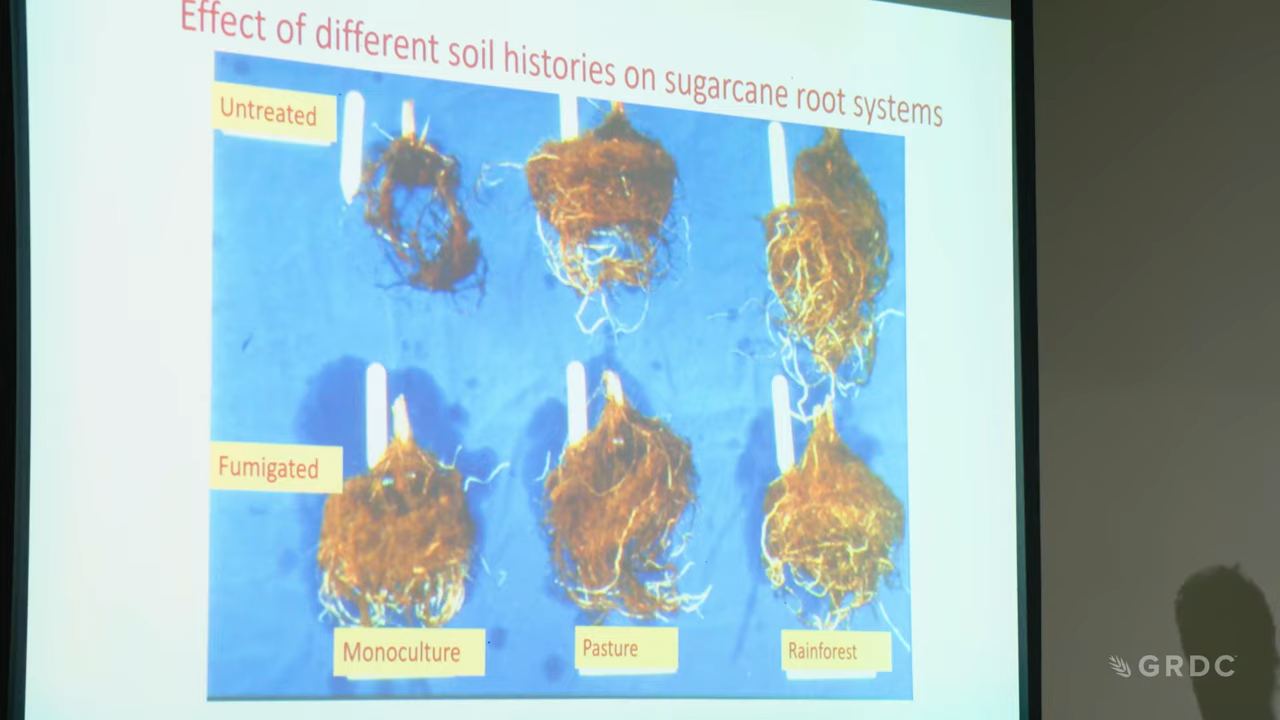 Effect of different soil histories on sugarcane root systems
Untreated
Fumigated
Monoculture
Pasture
Rainforest
GRDC